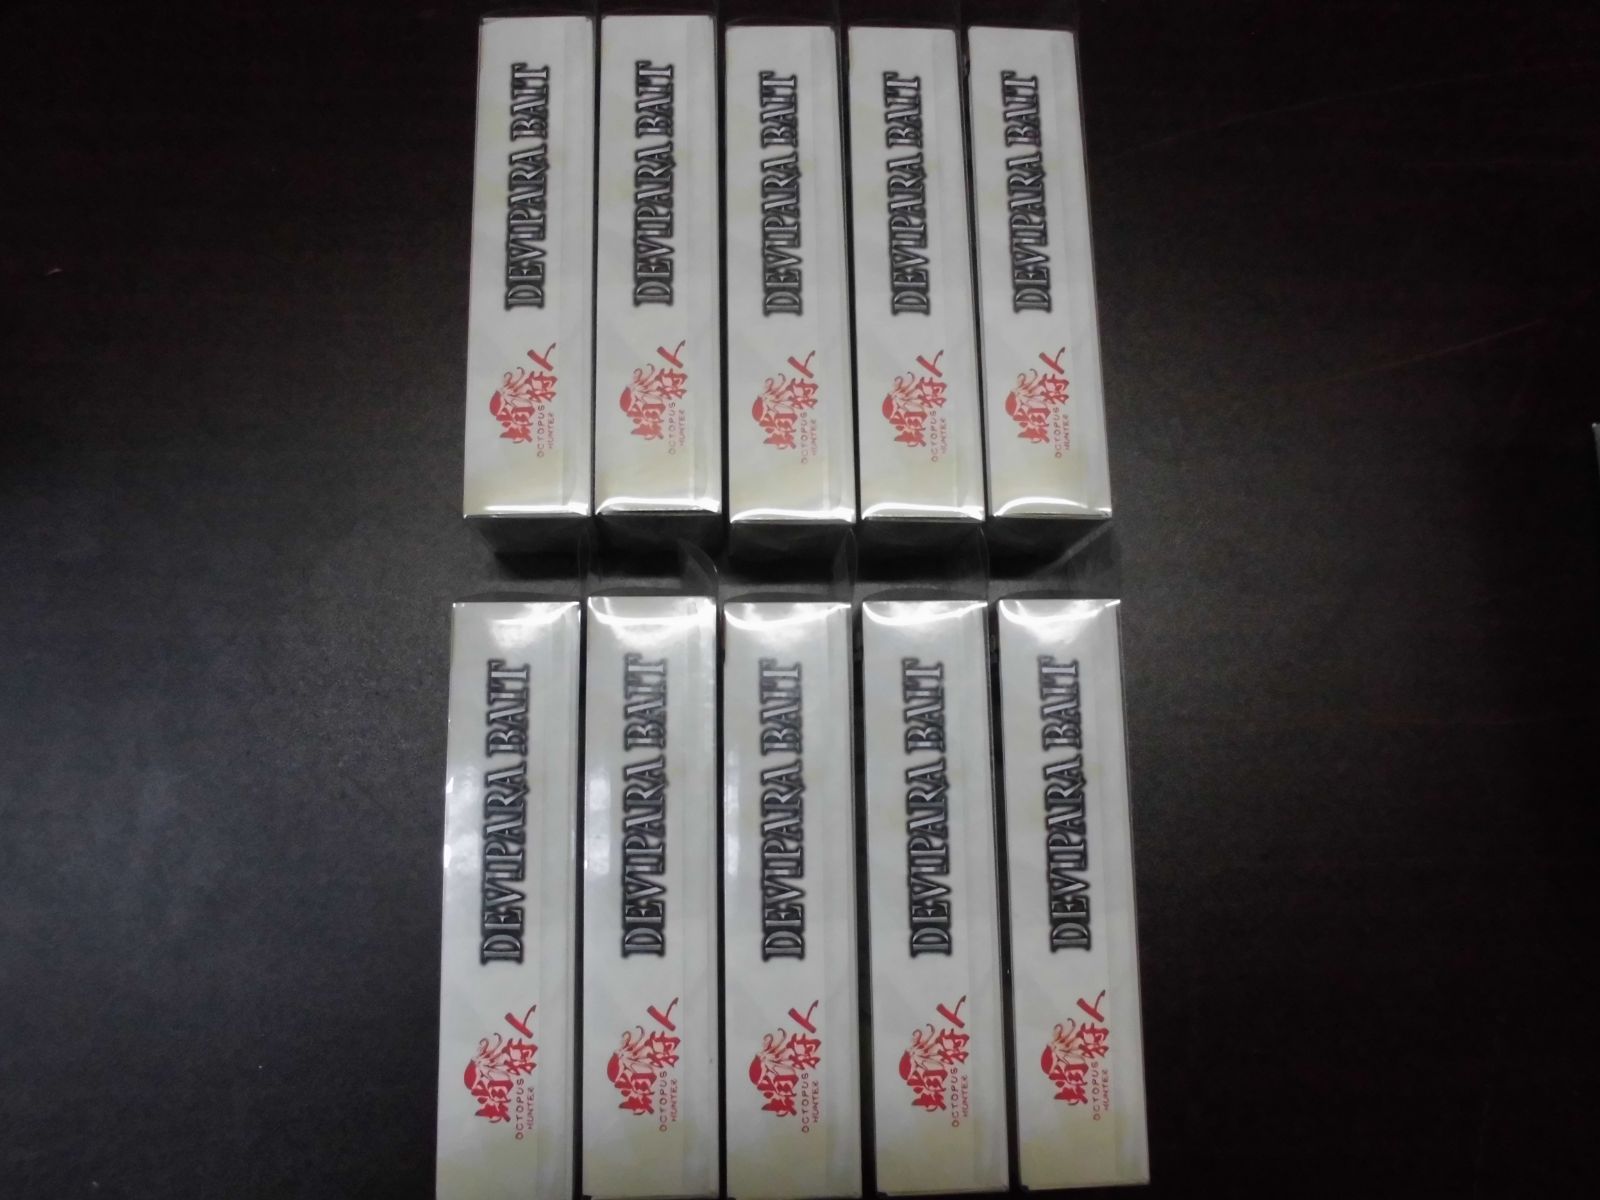 DEVIPARA BAIT
蛸狩人
OCTOPUS
HUNTER
DEVIPARA BAIT
蛸狩人
OCTOPUS
HUNTER
DEVIPARA BAIT
蛸狩人
OCTOPUS
HUNTER
DEVIPARA BAIT
蛸狩人
OCTOPUS
HUNTER
DEVIPARA BAIT
蛸狩人
OCTOPUS
HUNTER
DEVIPARA BAIT
蛸狩人
OCTOPUS
HUNTER
DEVIPARA BAIT
蛸狩人
OCTOPUS
HUNTER
DEVIPARA BAIT
蛸狩人
OCTOPUS
HUNTER
DEVIPARA BAIT
蛸狩人
OCTOPUS
HUNTER
DEVIPARA BAIT
蛸狩人
OCTOPUS
HUNTER